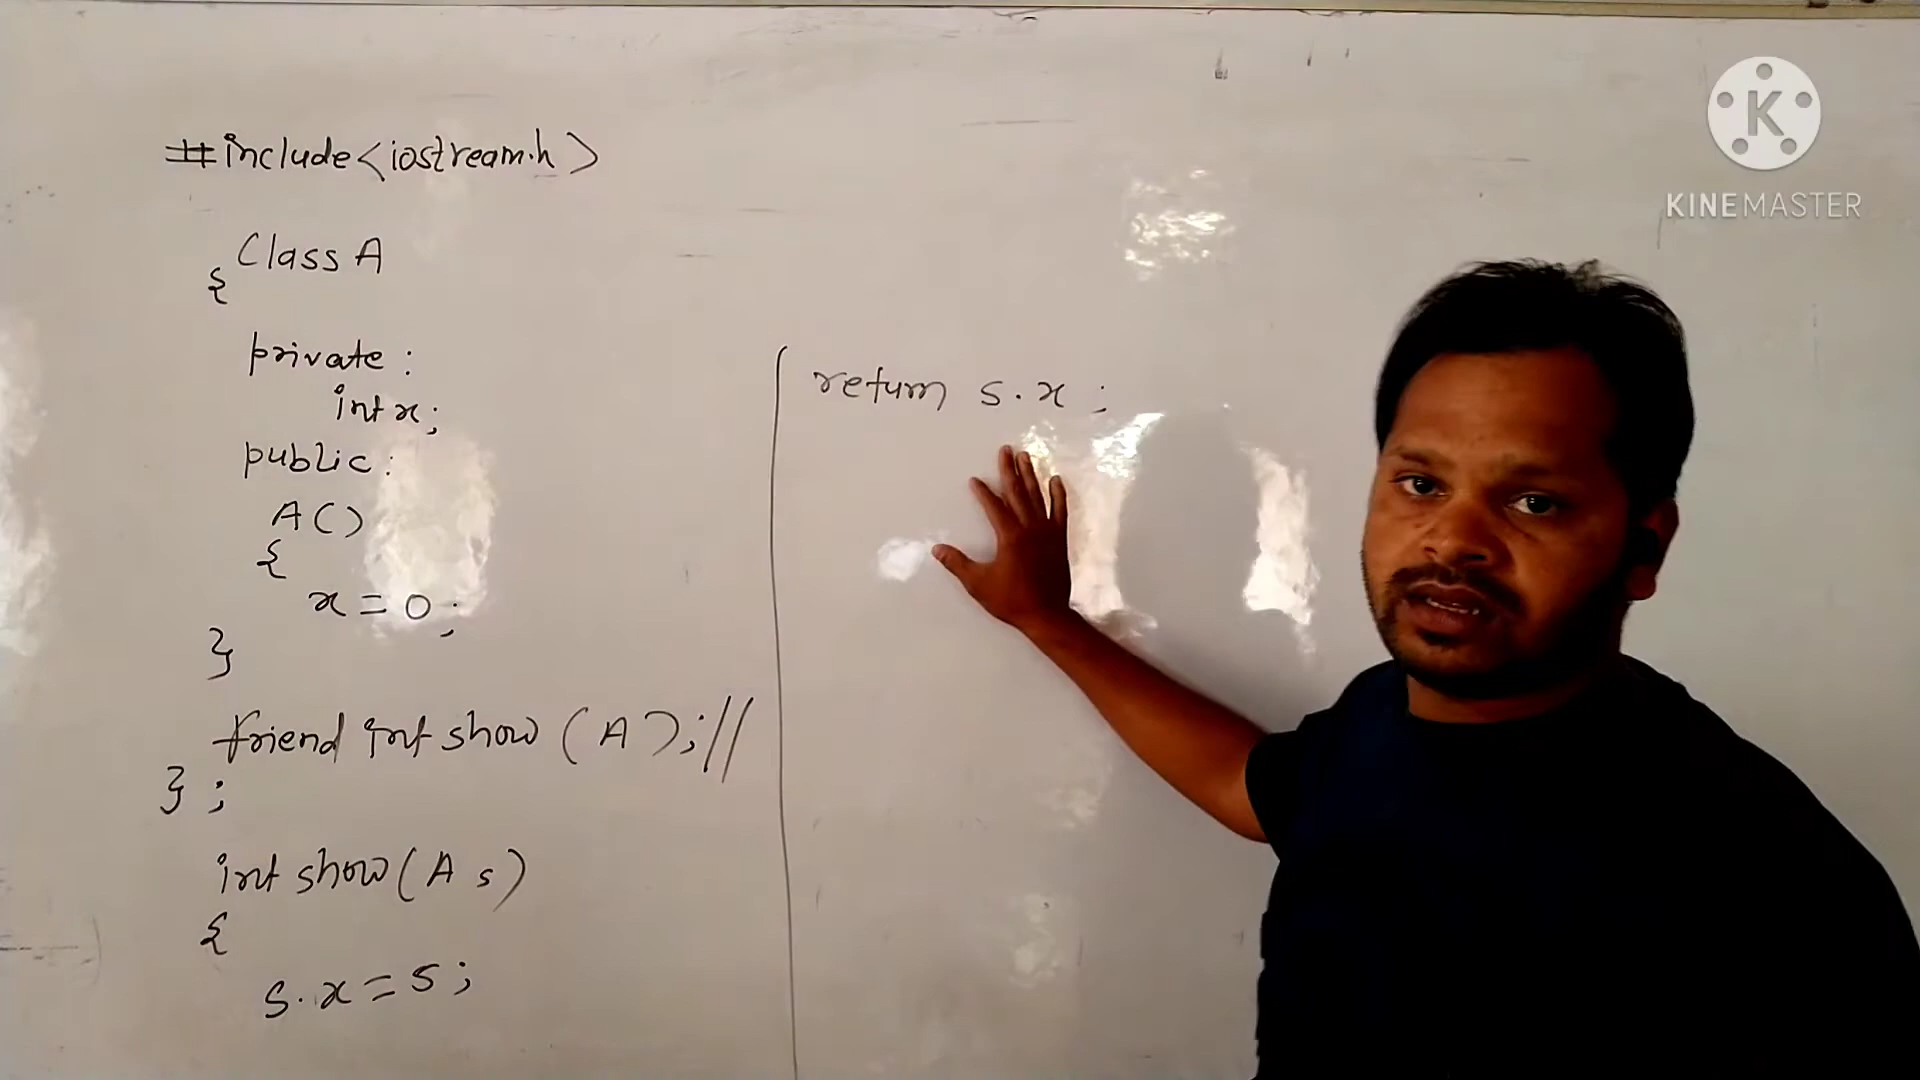 #include<iostream.h>
Class A
{
private:
int x;
public:
A()
{
x=0;
}
friend int show (A);//
};
int show(A s)
{
s.x=5;
return s.x;
K
KINEMASTER